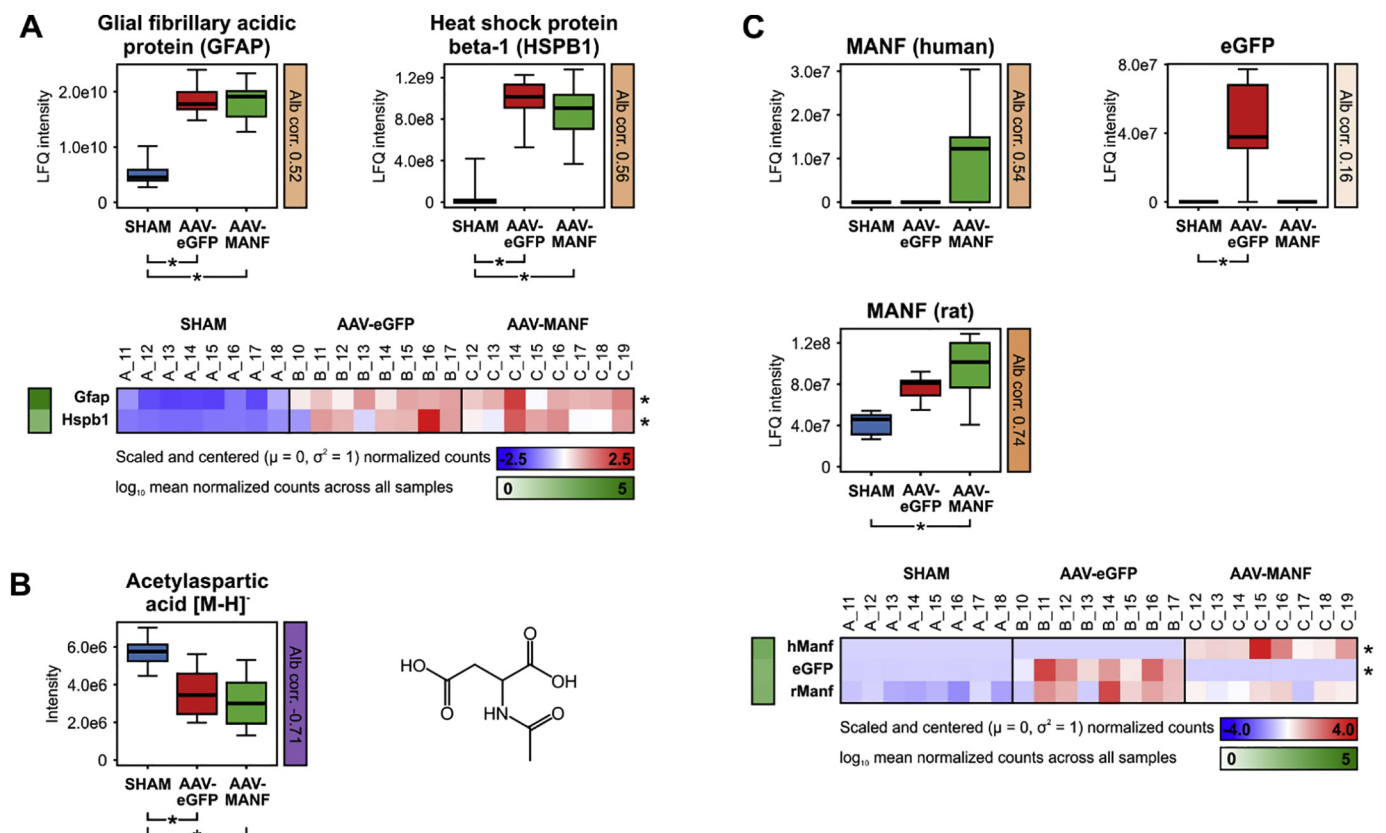 A
Glial fibrillary acidic
protein (GFAP)
LFQ intensity
2.0e10
1.0e10
0
Alb corr. 0.52
SHAM AAV-eGFP AAV-MANF
*
*
Heat shock protein
beta-1 (HSPB1)
LFQ intensity
1.2e9
8.0e8
4.0e8
0
Alb corr. 0.56
SHAM AAV-eGFP AAV-MANF
*
*
SHAM AAV-eGFP AAV-MANF
A_11 A_12 A_13 A_14 A_15 A_16 A_17 A_18 B_10 B_11 B_12 B_13 B_14 B_15 B_16 B_17 C_12 C_13 C_14 C_15 C_16 C_17 C_18 C_19
Gfap *
Hspb1 *
Scaled and centered (μ = 0, σ² = 1) normalized counts -2.5 2.5
log₁₀ mean normalized counts across all samples 0 5
B
Acetylaspartic
acid [M-H]⁻
Intensity
6.0e6
4.0e6
2.0e6
0
Alb corr. -0.71
SHAM AAV-eGFP AAV-MANF
*
*
HO
O
O
OH
HN
O
C
MANF (human)
LFQ intensity
3.0e7
2.0e7
1.0e7
0
Alb corr. 0.54
SHAM AAV-eGFP AAV-MANF
eGFP
LFQ intensity
8.0e7
4.0e7
0
Alb corr. 0.16
SHAM AAV-eGFP AAV-MANF
*
MANF (rat)
LFQ intensity
1.2e8
8.0e7
4.0e7
0
Alb corr. 0.74
SHAM AAV-eGFP AAV-MANF
*
SHAM AAV-eGFP AAV-MANF
A_11 A_12 A_13 A_14 A_15 A_16 A_17 A_18 B_10 B_11 B_12 B_13 B_14 B_15 B_16 B_17 C_12 C_13 C_14 C_15 C_16 C_17 C_18 C_19
hManf *
eGFP *
rManf
Scaled and centered (μ = 0, σ² = 1) normalized counts -4.0 4.0
log₁₀ mean normalized counts across all samples 0 5